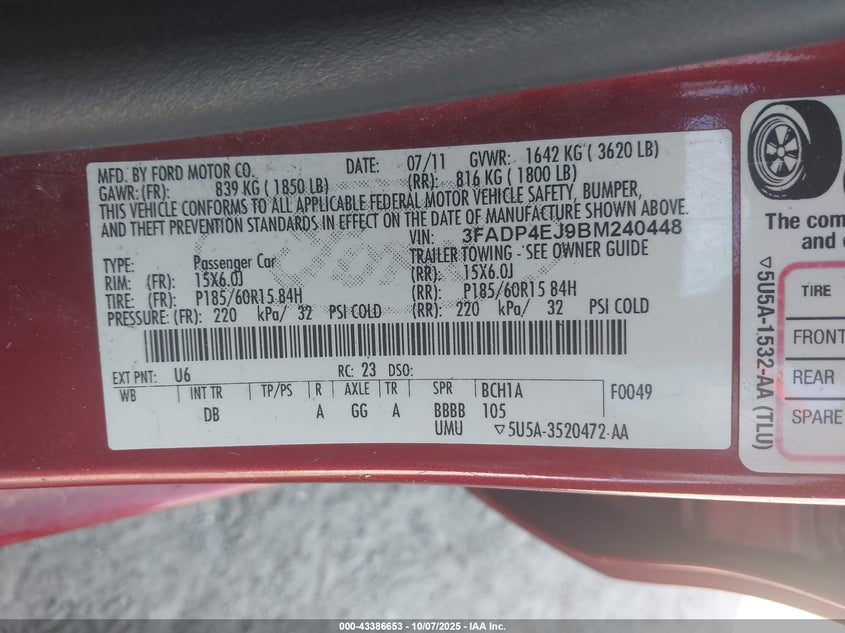 MFD. BY FORD MOTOR CO. DATE: 07/11 GVWR: 1642 KG ( 3620 LB)
GAWR: (FR): 839 KG ( 1850 LB) (RR): 816 KG ( 1800 LB)
THIS VEHICLE CONFORMS TO ALL APPLICABLE FEDERAL MOTOR VEHICLE SAFETY, BUMPER,
AND THEFT PREVENTION STANDARDS IN EFFECT ON THE DATE OF MANUFACTURE SHOWN ABOVE.
VIN: 3FADP4EJ9BM240448
TYPE: Passenger Car TRAILER TOWING - SEE OWNER GUIDE
RIM: (FR): 15X6.0J (RR): 15X6.0J
TIRE: (FR): P185/60R15 84H (RR): P185/60R15 84H
PRESSURE: (FR): 220 kPa/ 32 PSI COLD (RR): 220 kPa/ 32 PSI COLD
EXT PNT: U6 RC: 23 DSO:
WB INT TR TP/PS R AXLE TR SPR BCH1A F0049
DB A GG A BBBB 105
UMU ▽5U5A-3520472-AA
▽5U5A-1532-AA (TLU)
The com
and
TIRE
FRONT
REAR
SPARE
000-43386653 - 10/07/2025 - IAA Inc.